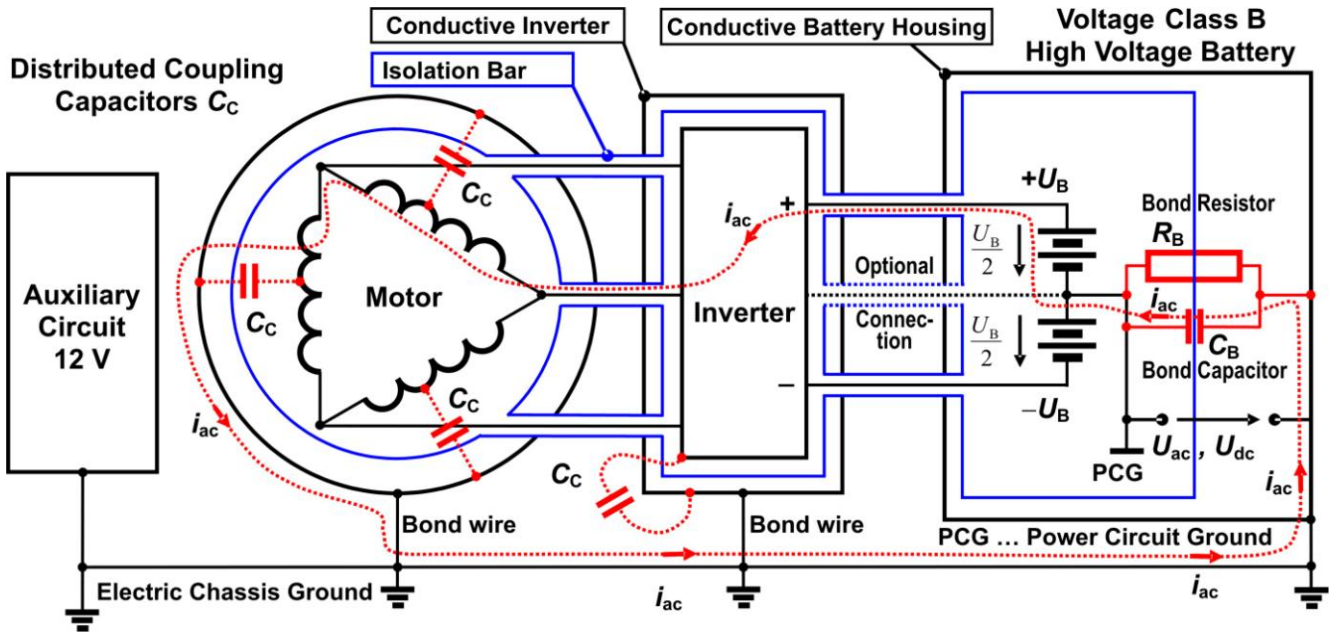 Conductive Inverter
Conductive Battery Housing
Voltage Class B
High Voltage Battery
Distributed Coupling
Capacitors CC
Isolation Bar
Auxiliary
Circuit
12 V
CC
CC
CC
CC
Motor
Inverter
+
−
iac
UB
2
UB
2
Optional
Connec-
tion
+UB
−UB
Bond Resistor
RB
iac
CB
Bond Capacitor
PCG
Uac , Udc
iac
iac
Bond wire
Bond wire
PCG ... Power Circuit Ground
Electric Chassis Ground
iac
iac